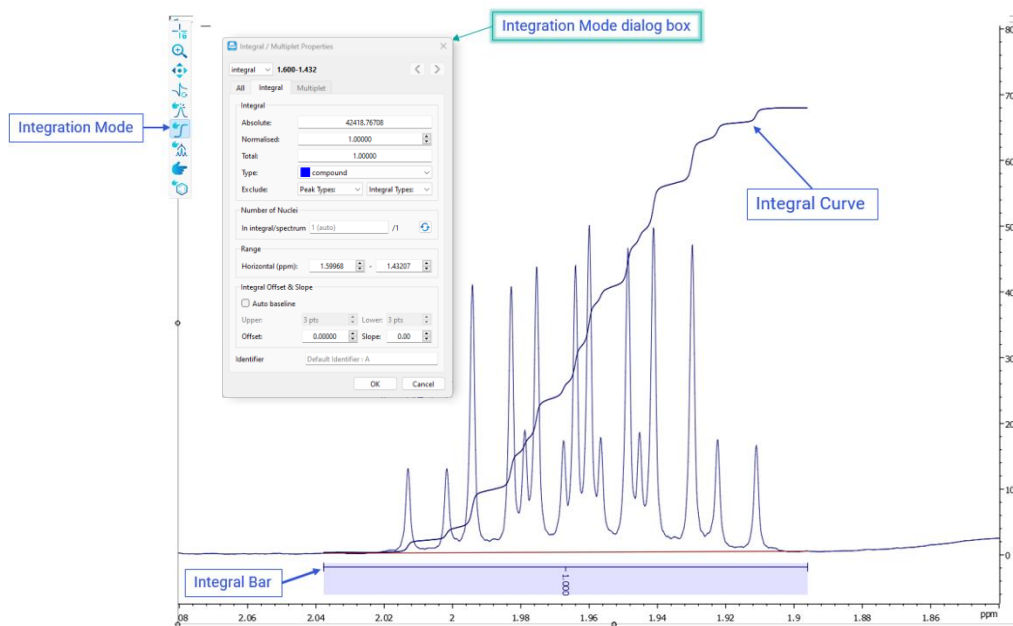 Integration Mode dialog box
Integral / Multiplet Properties
integral 1.600-1.432
All Integral Multiplet
Integral
Absolute: 42418.76708
Normalised: 1.00000
Total: 1.00000
Type: compound
Exclude: Peak Types: Integral Types:
Number of Nuclei
In integral/spectrum 1 (auto) /1
Range
Horizontal (ppm): 1.59968 - 1.43207
Integral Offset & Slope
Auto baseline
Upper: 3 pts Lower: 3 pts
Offset: 0.00000 Slope: 0.00
Identifier Default Identifier : A
OK Cancel
Integration Mode
Integral Curve
Integral Bar
1.000
80
70
60
50
40
30
20
10
0
08 2.06 2.04 2.02 2 1.98 1.96 1.94 1.92 1.9 1.88 1.86 ppm